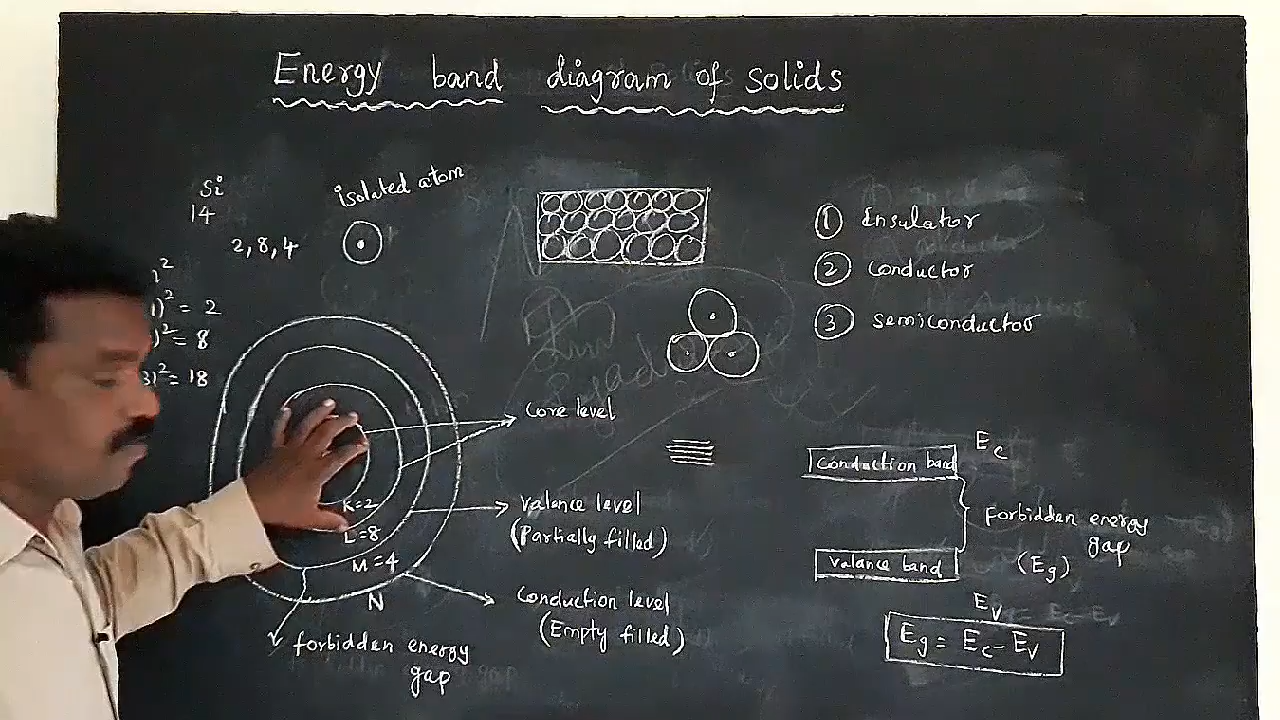 Energy band diagram of solids
Si
14
2, 8, 4
isolated atom
)² = 2
)² = 8
3)² = 18
K=2
L=8
M=4
N
core level
valance level
(Partially filled)
conduction level
(Empty filled)
forbidden energy
gap
① Insulator
② conductor
③ semiconductor
Ec
conduction band
forbidden energy
gap
(Eg)
valance band
Ev
Eg = Ec - Ev